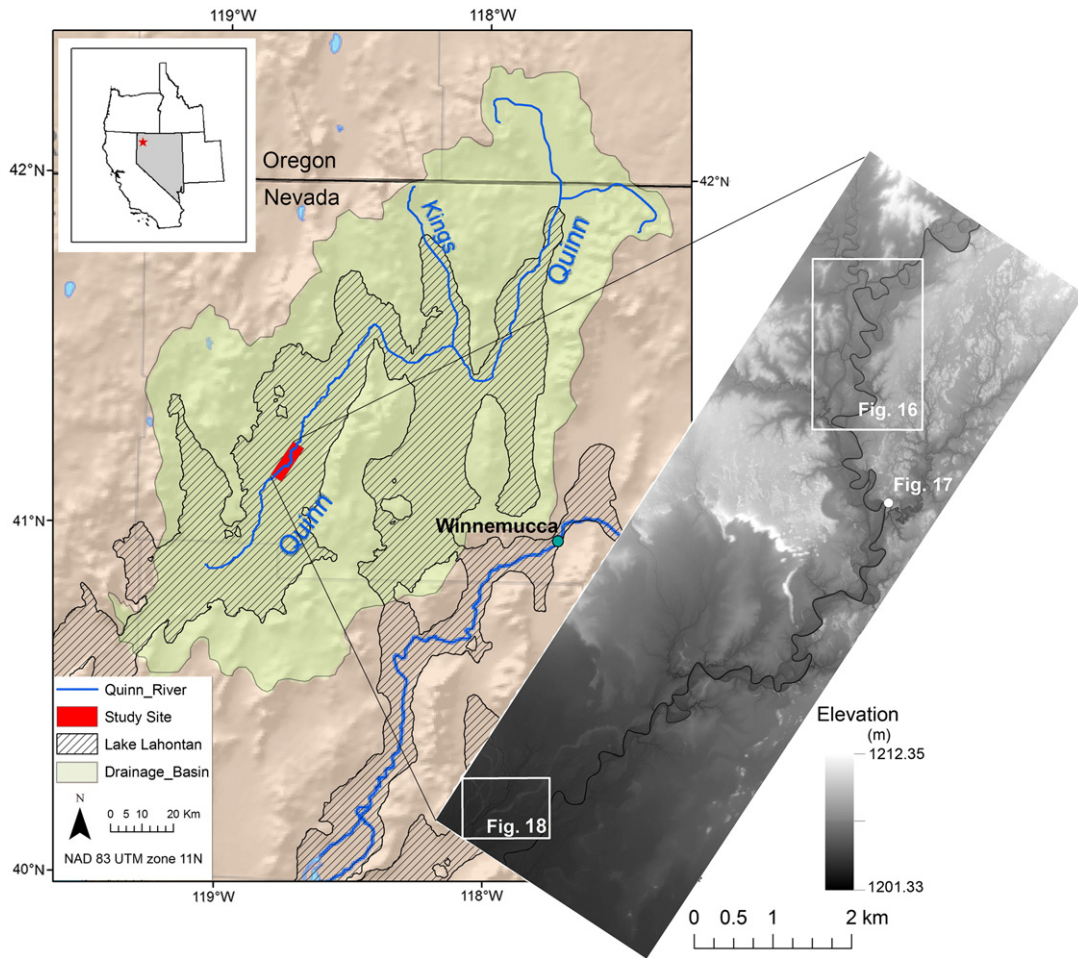 119°W
118°W
42°N
Oregon
Nevada
42°N
Kings
Quinn
Fig. 16
Fig. 17
41°N
Quinn
Winnemucca
Quinn_River
Study Site
Lake Lahontan
Drainage_Basin
N
0 5 10 20 Km
NAD 83 UTM zone 11N
40°N
119°W
118°W
Fig. 18
Elevation
(m)
1212.35
1201.33
0 0.5 1 2 km